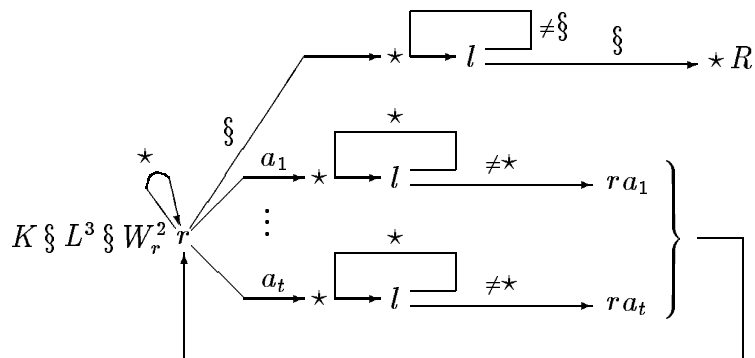 ≠§
⋆ l § ⋆ R
§
⋆
⋆ a₁ ⋆ l ≠⋆ r a₁
K § L³ § W²ᵣ r ⋮
⋆
aₜ ⋆ l ≠⋆ r aₜ